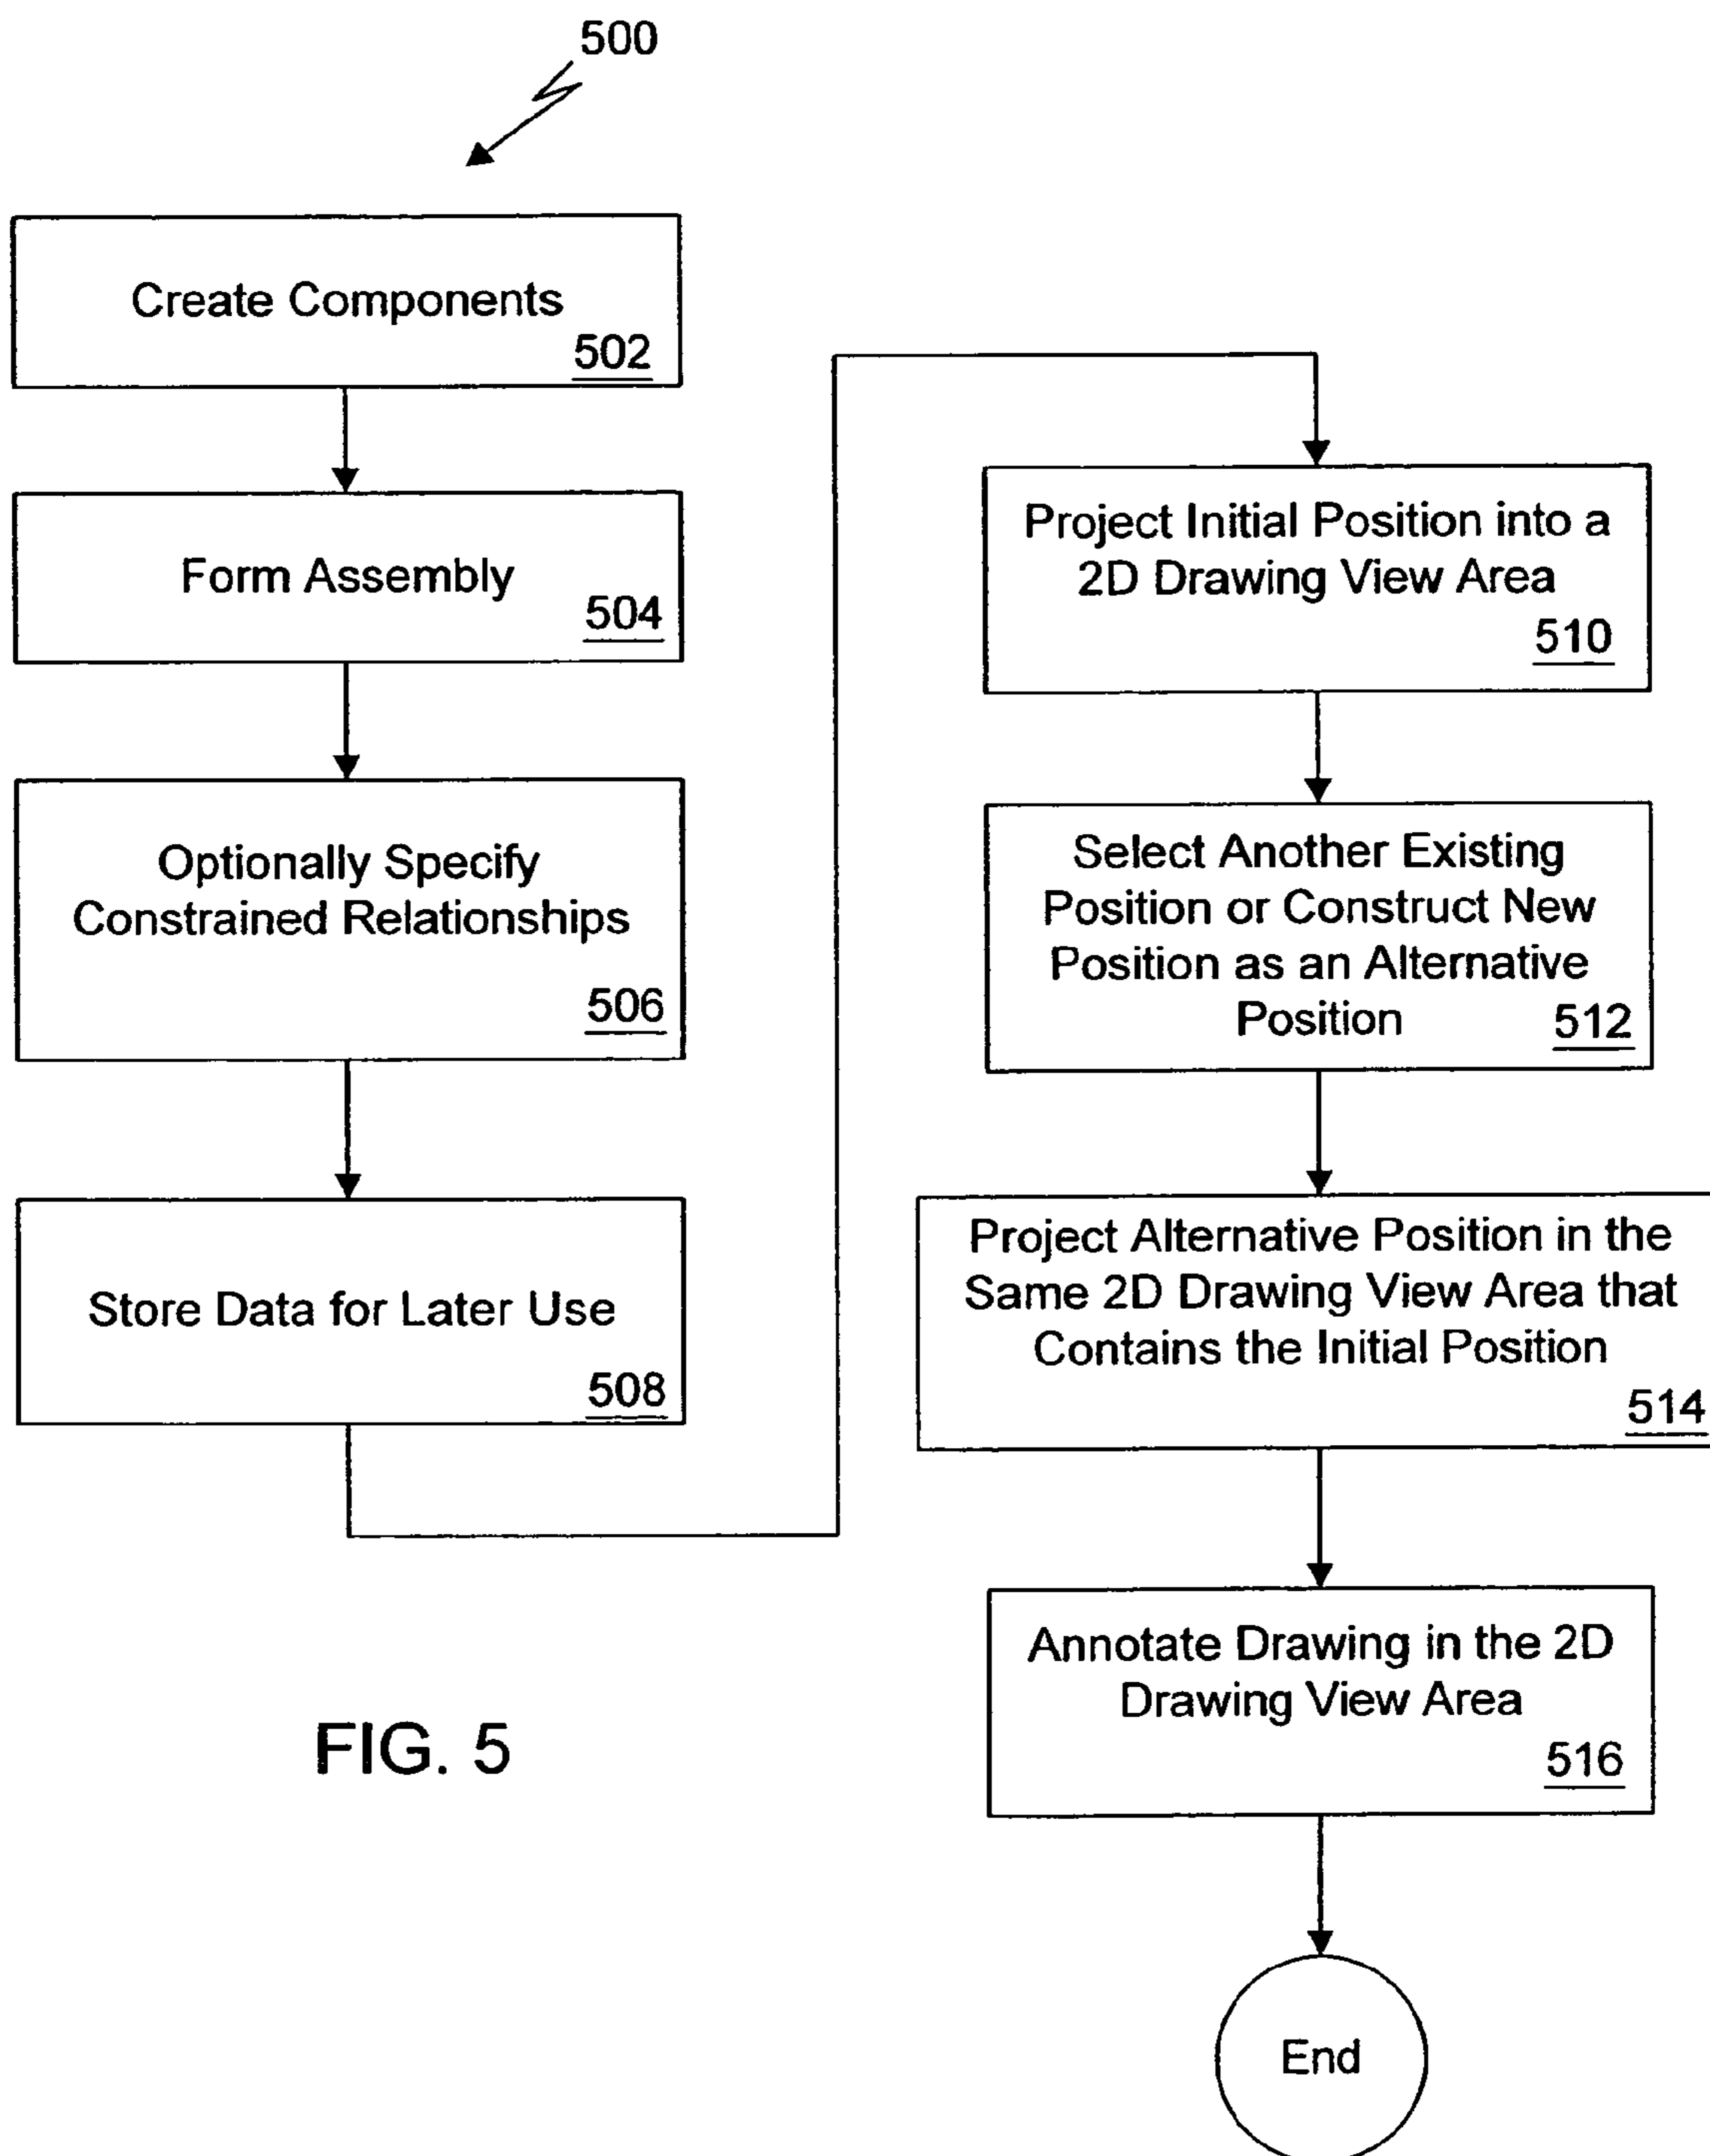 500
Create Components
502
Form Assembly
504
Optionally Specify
Constrained Relationships
506
Store Data for Later Use
508
Project Initial Position into a
2D Drawing View Area
510
Select Another Existing
Position or Construct New
Position as an Alternative
Position
512
Project Alternative Position in the
Same 2D Drawing View Area that
Contains the Initial Position
514
Annotate Drawing in the 2D
Drawing View Area
516
End
FIG. 5